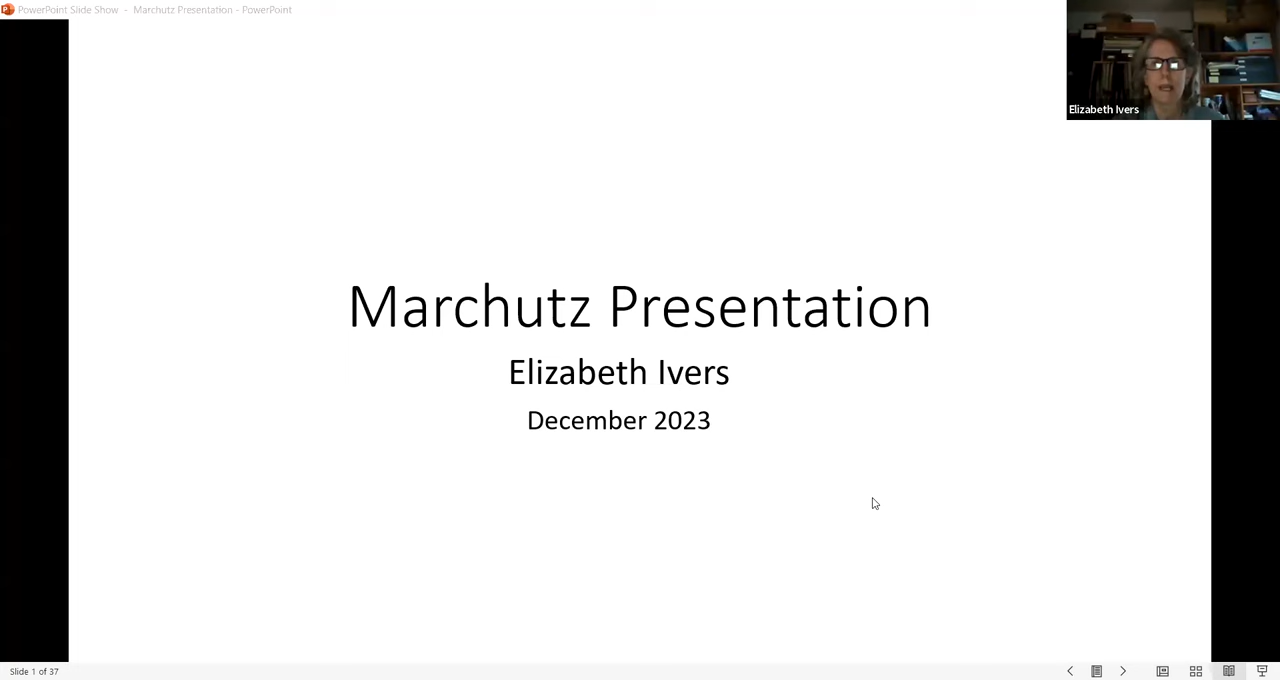 PowerPoint Slide Show - Marchutz Presentation - PowerPoint
Elizabeth Ivers
Marchutz Presentation
Elizabeth Ivers
December 2023
Slide 1 of 37